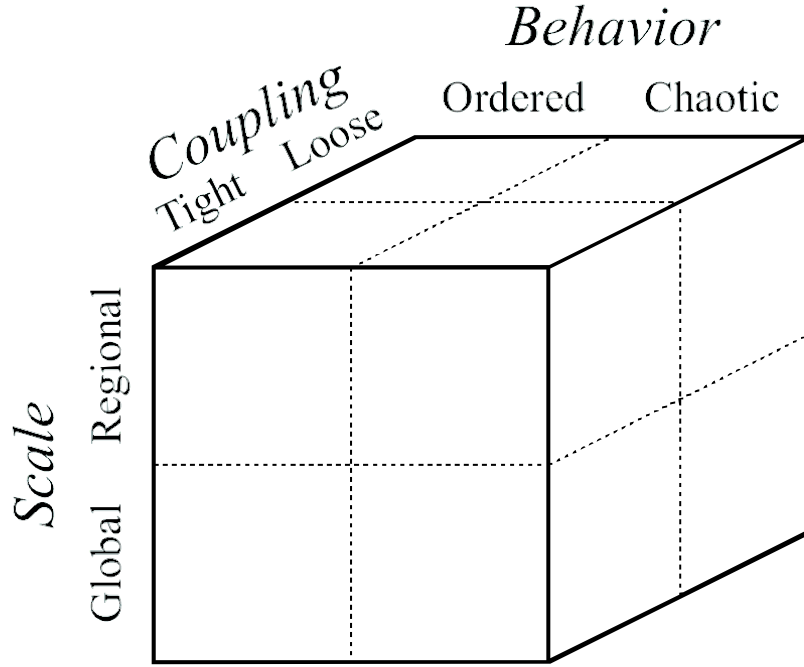 Behavior
Ordered Chaotic
Coupling
Tight Loose
Scale
Regional
Global